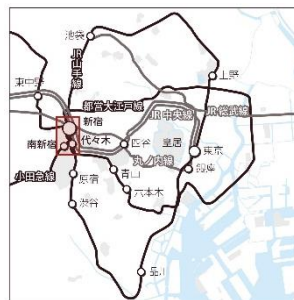 池袋
JR山手線
上野
東中野
都営大江戸線
JR中央線
JR総武線
新宿
代々木
四谷
皇居
東京
南新宿
丸ノ内線
銀座
小田急線
原宿
青山
六本木
渋谷
品川